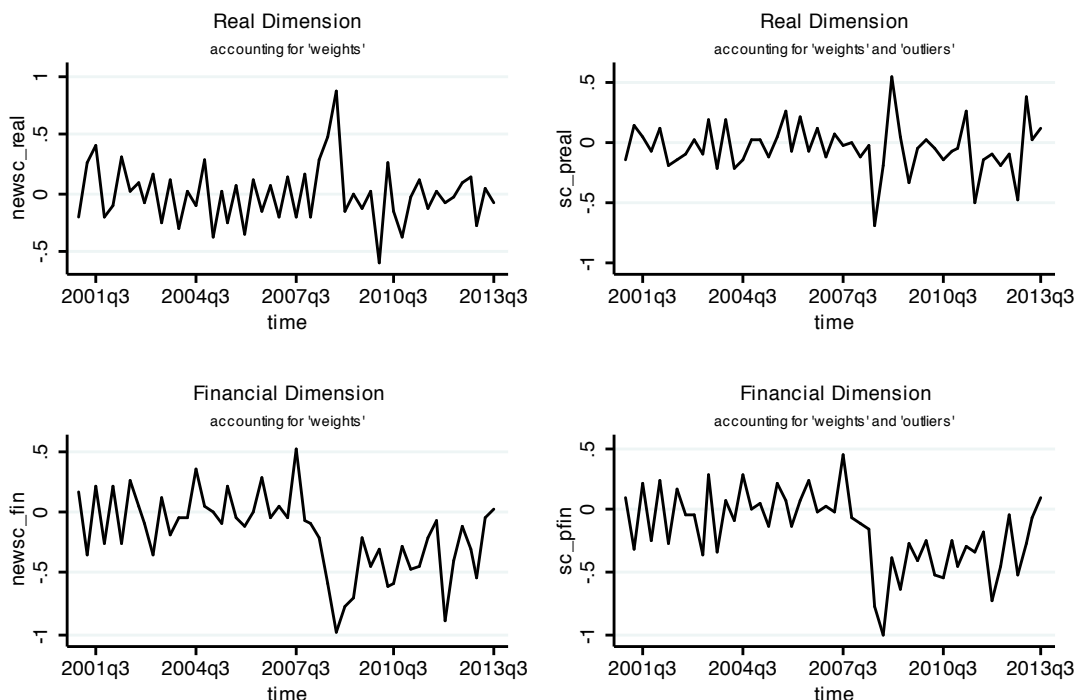 Real Dimension
accounting for 'weights'
newsc_real
1
.5
0
-.5
2001q3 2004q3 2007q3 2010q3 2013q3
time
Real Dimension
accounting for 'weights' and 'outliers'
sc_preal
.5
0
-.5
-1
2001q3 2004q3 2007q3 2010q3 2013q3
time
Financial Dimension
accounting for 'weights'
newsc_fin
.5
0
-.5
-1
2001q3 2004q3 2007q3 2010q3 2013q3
time
Financial Dimension
accounting for 'weights' and 'outliers'
sc_pfin
.5
0
-.5
-1
2001q3 2004q3 2007q3 2010q3 2013q3
time